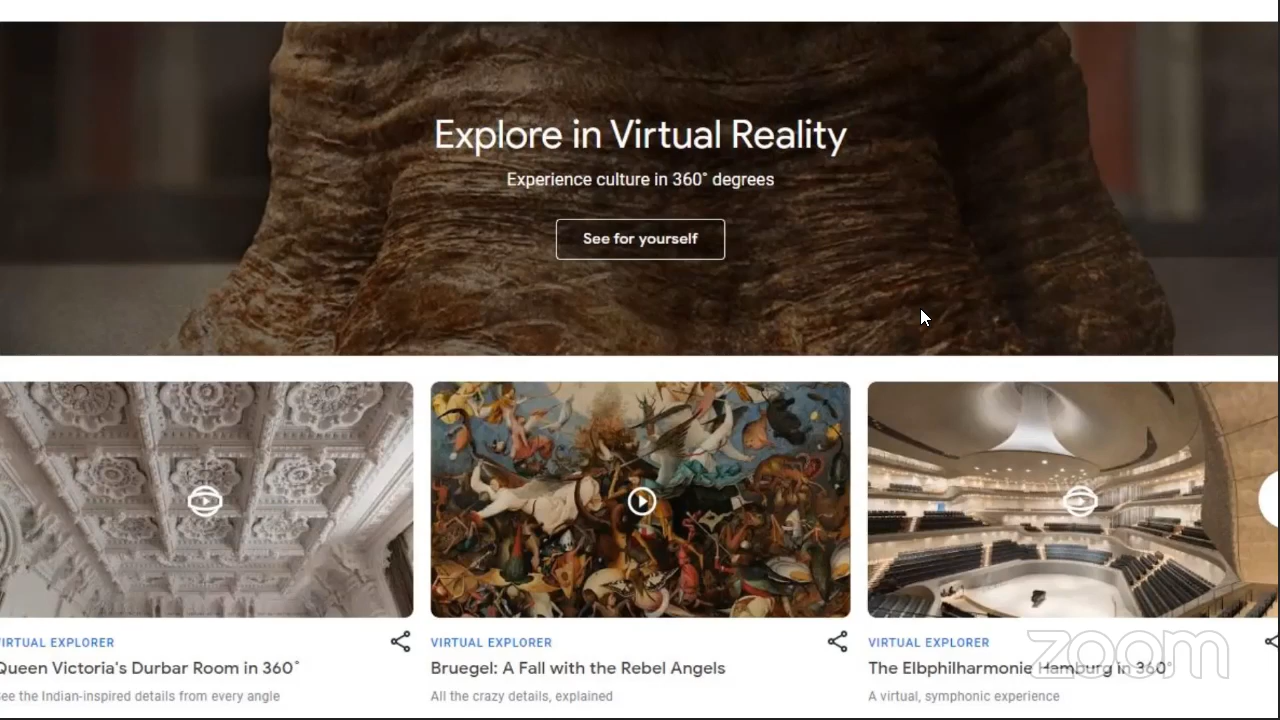 Explore in Virtual Reality
Experience culture in 360° degrees
See for yourself
VIRTUAL EXPLORER
Queen Victoria's Durbar Room in 360°
See the Indian-inspired details from every angle
VIRTUAL EXPLORER
Bruegel: A Fall with the Rebel Angels
All the crazy details, explained
VIRTUAL EXPLORER
The Elbphilharmonie Hamburg in 360°
A virtual, symphonic experience
zoom